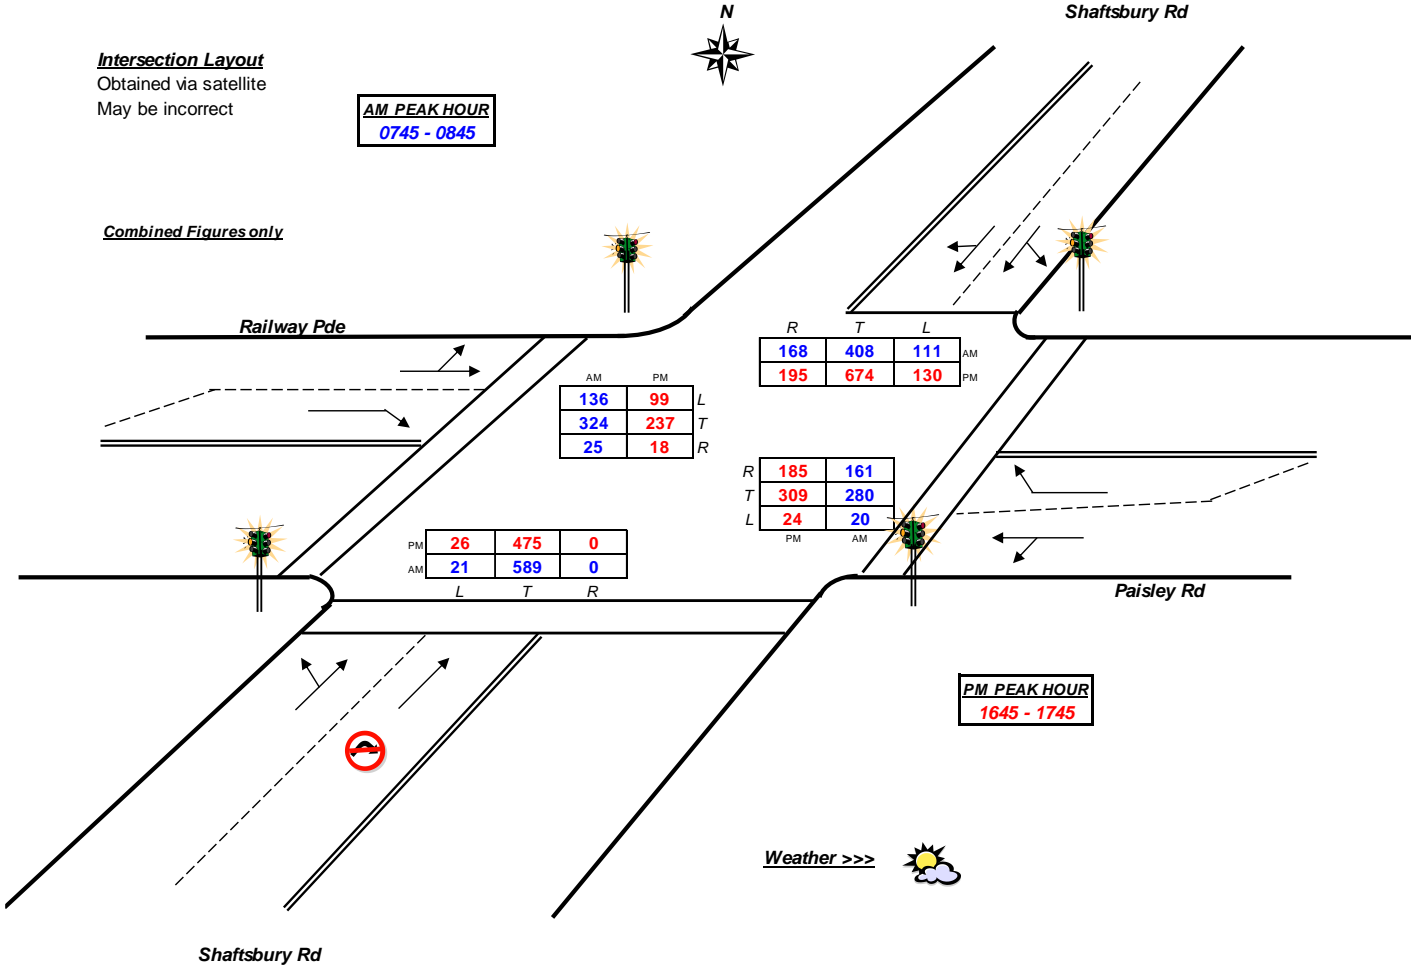 N
Shaftsbury Rd
Intersection Layout
Obtained via satellite
May be incorrect
AM PEAK HOUR
0745 - 0845
Combined Figures only
Railway Pde
R T L
168 408 111 AM
195 674 130 PM
AM PM
136 99 L
324 237 T
25 18 R
R 185 161
T 309 280
L 24 20
PM AM
PM 26 475 0
AM 21 589 0
L T R
Paisley Rd
PM PEAK HOUR
1645 - 1745
Weather >>>
Shaftsbury Rd